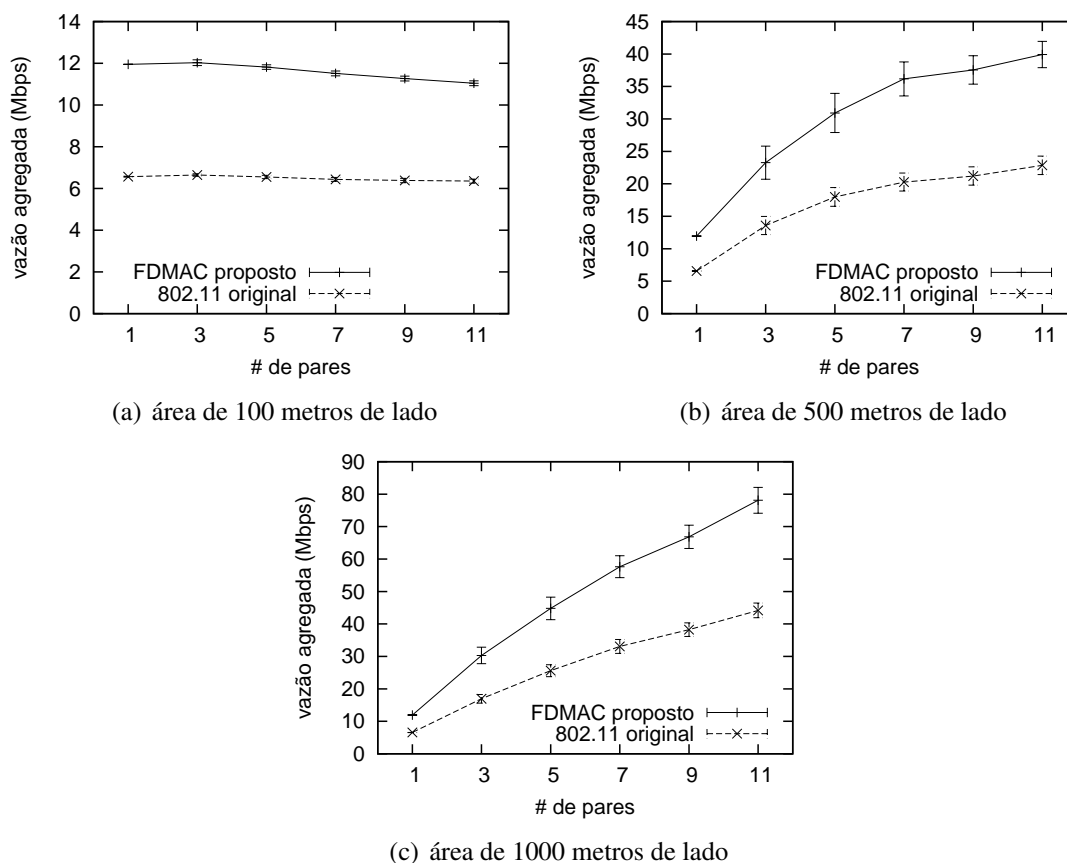 14
12
10
8
6
4
2
0
vazão agregada (Mbps)
FDMAC proposto
802.11 original
1 3 5 7 9 11
# de pares
(a) área de 100 metros de lado
45
40
35
30
25
20
15
10
5
0
vazão agregada (Mbps)
FDMAC proposto
802.11 original
1 3 5 7 9 11
# de pares
(b) área de 500 metros de lado
90
80
70
60
50
40
30
20
10
0
vazão agregada (Mbps)
FDMAC proposto
802.11 original
1 3 5 7 9 11
# de pares
(c) área de 1000 metros de lado